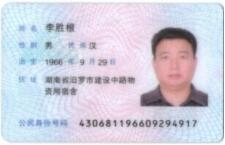 姓名 李胜根
性别 男 民族 汉
出生 1966 年 9 月 29 日
住址 湖南省汨罗市建设中路物
资局宿舍
公民身份号码 430681196609294917